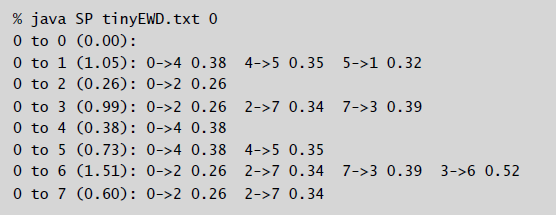 % java SP tinyEWD.txt 0
0 to 0 (0.00):
0 to 1 (1.05): 0->4 0.38  4->5 0.35  5->1 0.32
0 to 2 (0.26): 0->2 0.26
0 to 3 (0.99): 0->2 0.26  2->7 0.34  7->3 0.39
0 to 4 (0.38): 0->4 0.38
0 to 5 (0.73): 0->4 0.38  4->5 0.35
0 to 6 (1.51): 0->2 0.26  2->7 0.34  7->3 0.39  3->6 0.52
0 to 7 (0.60): 0->2 0.26  2->7 0.34